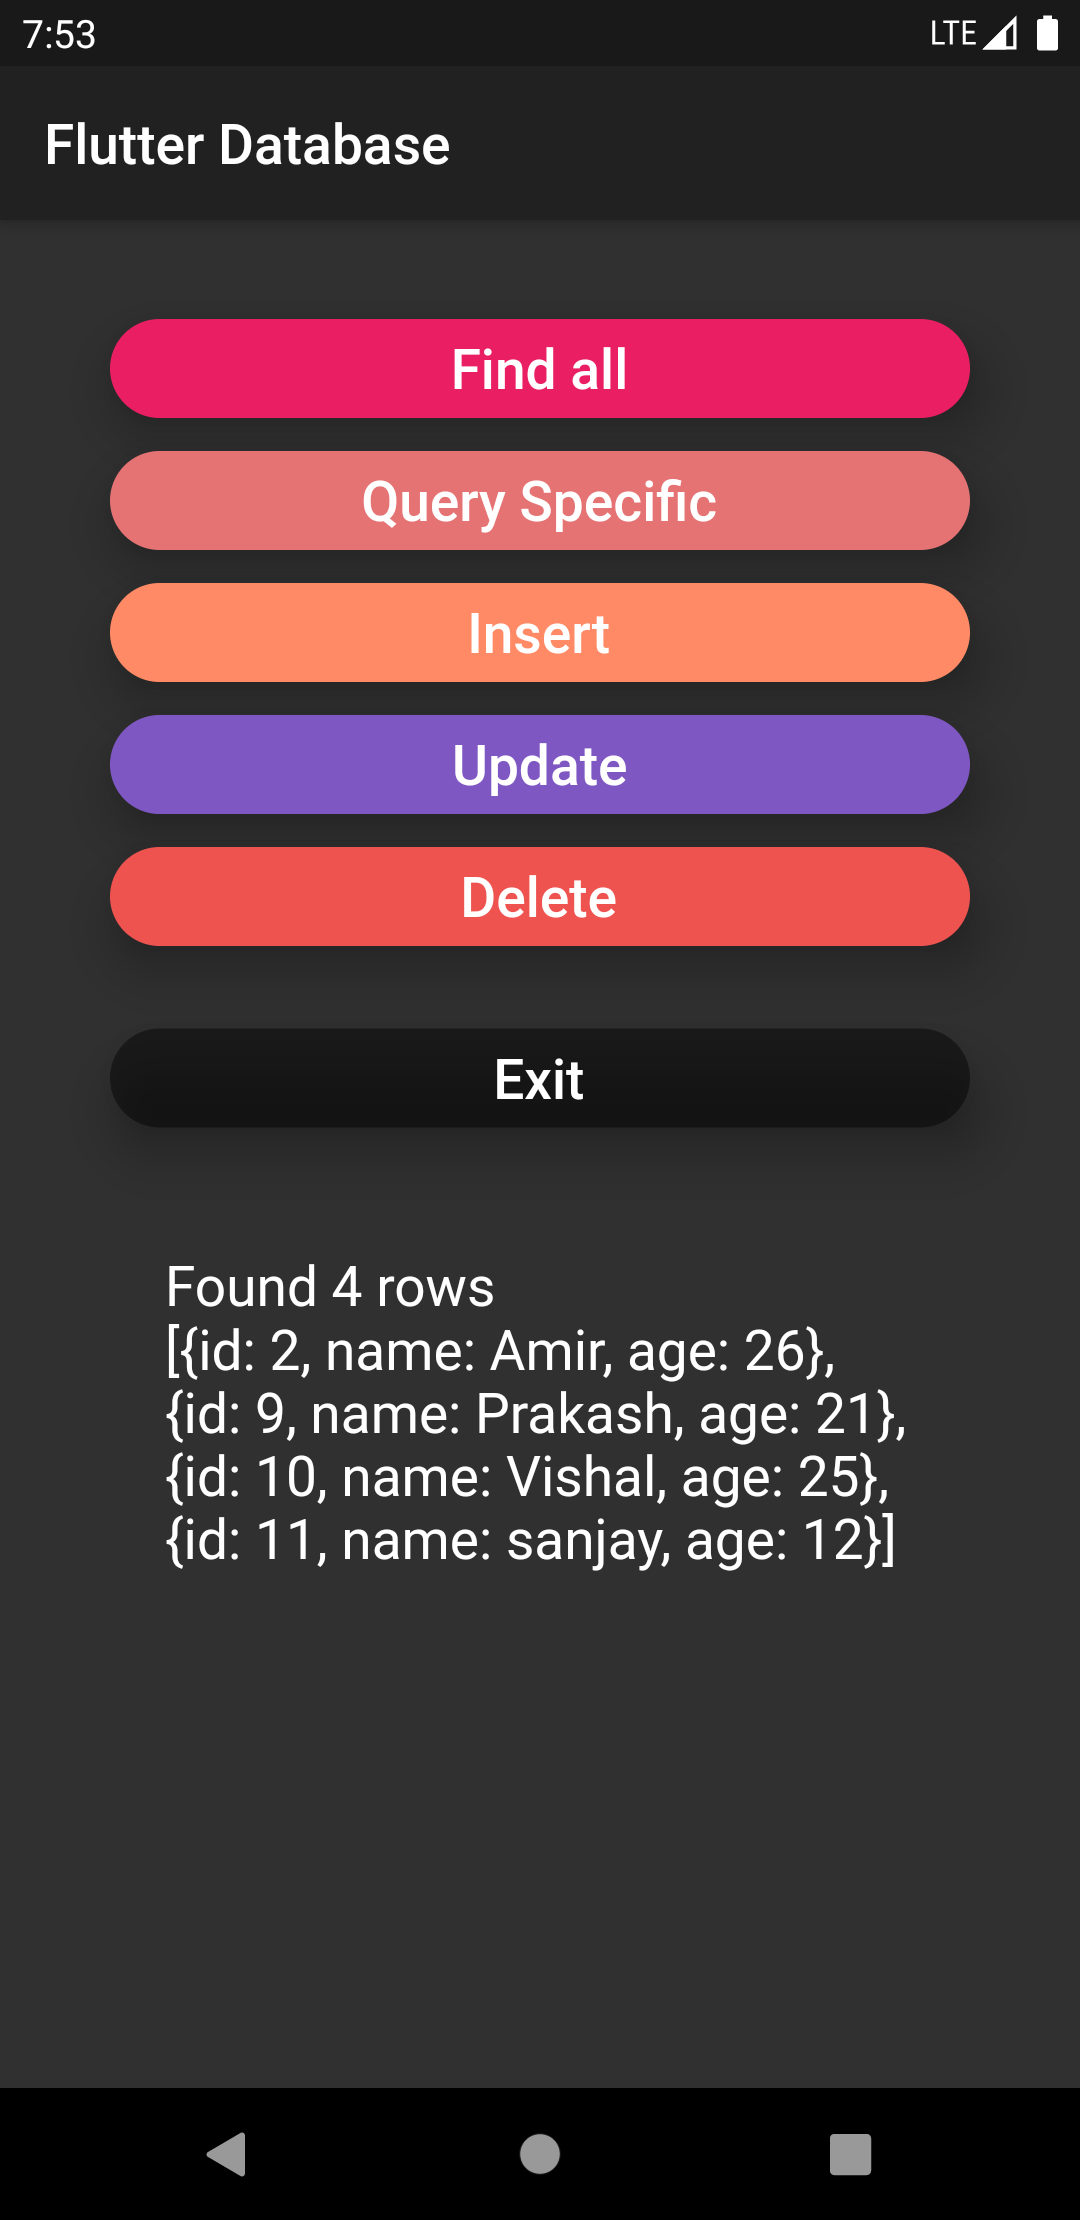 7:53 LTE
Flutter Database
Find all
Query Specific
Insert
Update
Delete
Exit
Found 4 rows
[{id: 2, name: Amir, age: 26},
{id: 9, name: Prakash, age: 21},
{id: 10, name: Vishal, age: 25},
{id: 11, name: sanjay, age: 12}]